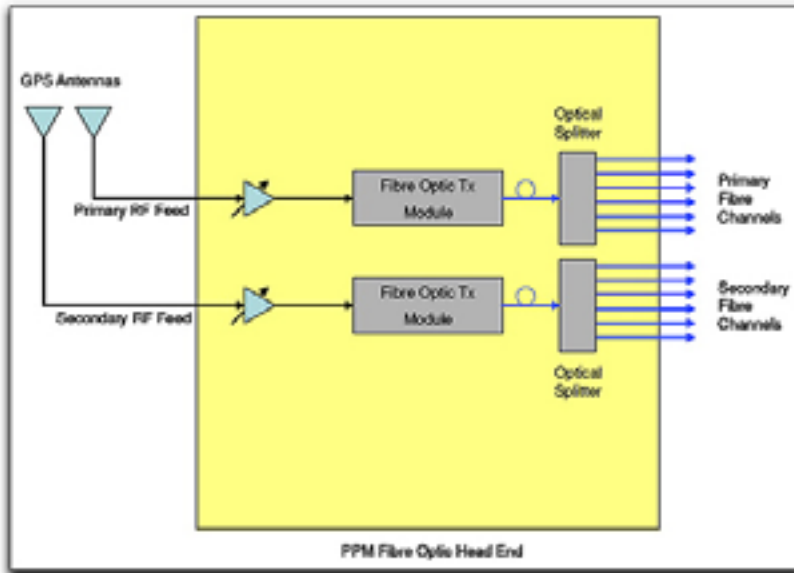 GPS Antennas
Optical
Splitter
Fibre Optic Tx
Module
Primary
Fibre
Channels
Primary RF Feed
Fibre Optic Tx
Module
Secondary
Fibre
Channels
Secondary RF Feed
Optical
Splitter
PPM Fibre Optic Head End